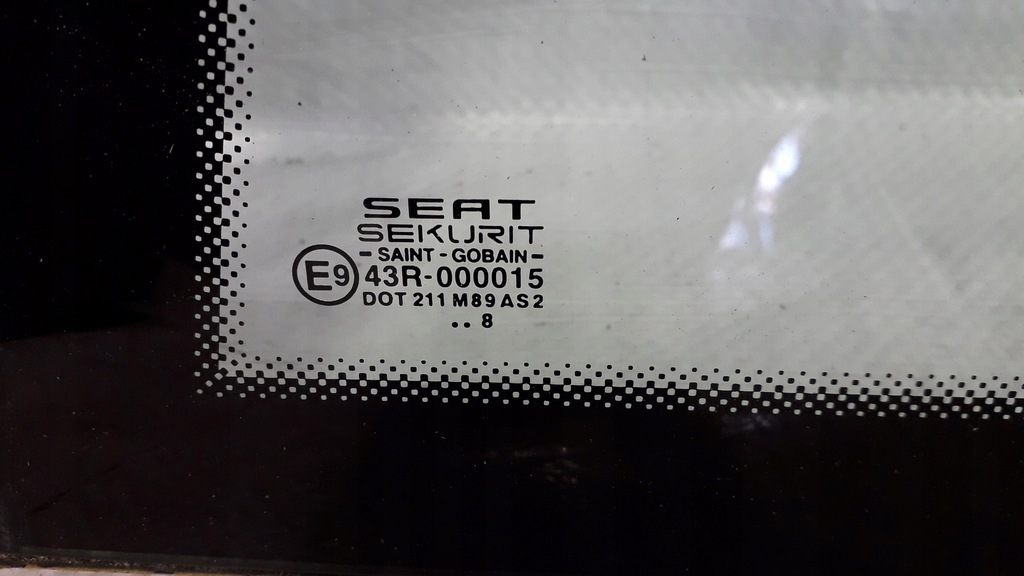 SEAT
SEKURIT
- SAINT - GOBAIN -
E9 43R-000015
DOT 211 M89 AS2
.. 8